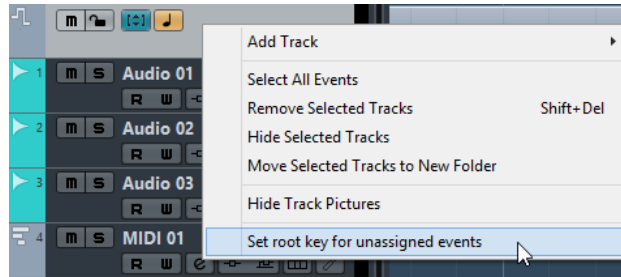 m
Add Track
1 m S Audio 01
Select All Events
R W
Remove Selected Tracks Shift+Del
2 m S Audio 02
Hide Selected Tracks
R W
Move Selected Tracks to New Folder
3 m S Audio 03
Hide Track Pictures
R W
4 m S MIDI 01
Set root key for unassigned events
R W